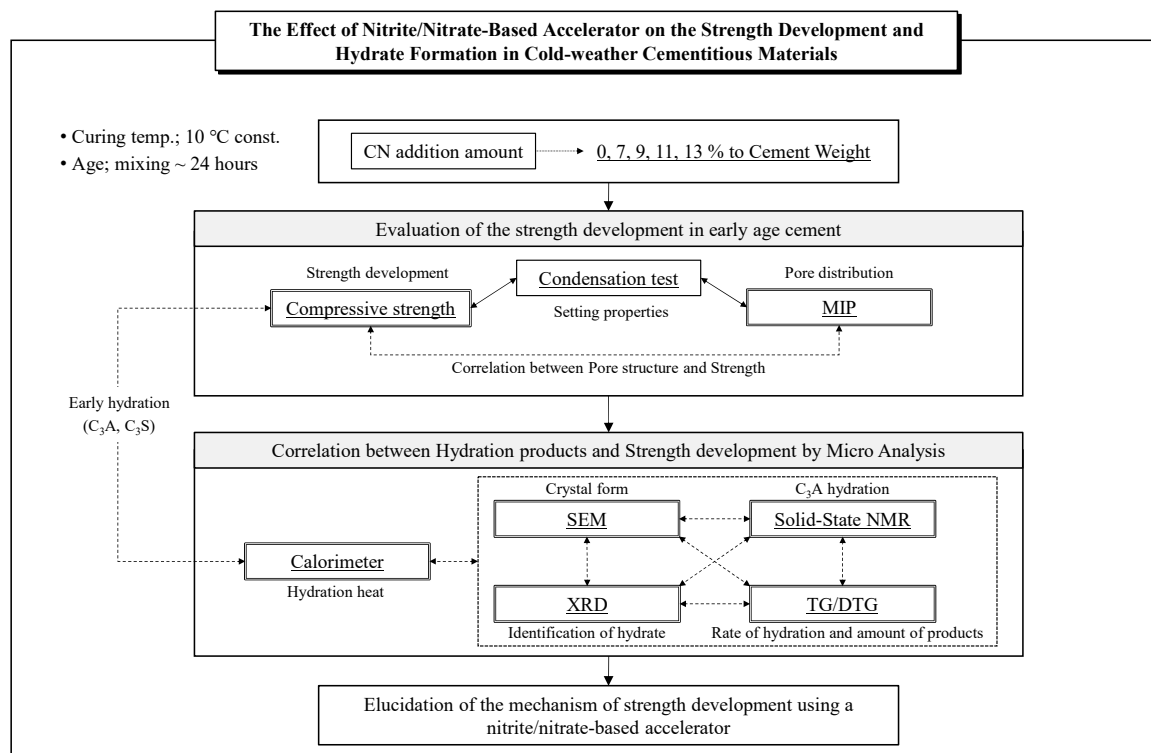 The Effect of Nitrite/Nitrate-Based Accelerator on the Strength Development and
Hydrate Formation in Cold-weather Cementitious Materials
• Curing temp.; 10 ℃ const.
• Age; mixing ~ 24 hours
CN addition amount
0, 7, 9, 11, 13 % to Cement Weight
Evaluation of the strength development in early age cement
Strength development
Compressive strength
Condensation test
Setting properties
Pore distribution
MIP
Correlation between Pore structure and Strength
Early hydration
(C₃A, C₃S)
Correlation between Hydration products and Strength development by Micro Analysis
Calorimeter
Hydration heat
Crystal form
SEM
C₃A hydration
Solid-State NMR
XRD
Identification of hydrate
TG/DTG
Rate of hydration and amount of products
Elucidation of the mechanism of strength development using a
nitrite/nitrate-based accelerator